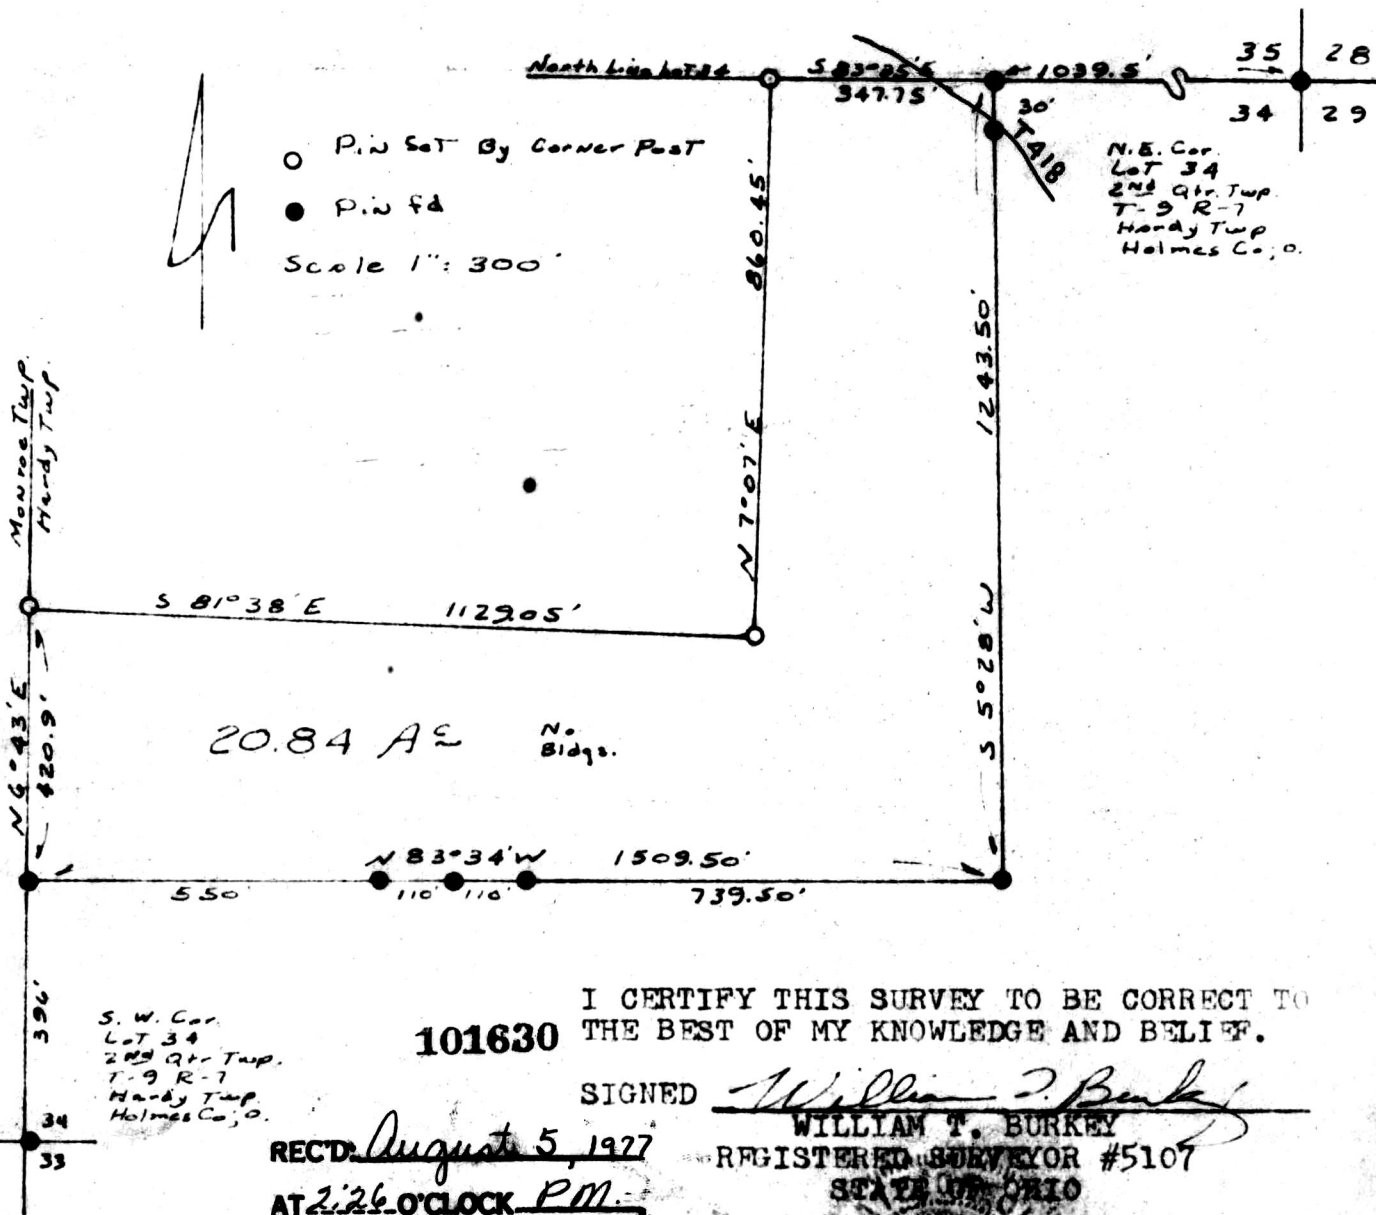 North Line Lot 34
S 83°25'E
347.75'
1039.5'
35 28
34 29
30'
T 418
N.E. Cor.
LoT 34
2nd Qtr. Twp.
T-9 R-7
Hardy Twp
Holmes Co; O.
Pin SeT By Corner PosT
Pin fd
Scale 1": 300'
860.45'
N 7°07' E
1243.50'
S 5°28' W
Monroe Twp.
Hardy Twp.
S 81°38' E 1129.05'
N 6°43' E
420.9'
20.84 Ac
No
Bldgs.
N 83°34' W 1509.50'
550 110' 110' 739.50'
396'
S. W. Cor.
LoT 34
2nd Qtr Twp.
T-9 R-7
Hardy Twp.
Holmes Co; O.
34
33
101630
I CERTIFY THIS SURVEY TO BE CORRECT TO
THE BEST OF MY KNOWLEDGE AND BELIEF.
SIGNED William T. Burkey
WILLIAM T. BURKEY
REGISTERED SURVEYOR #5107
STATE OF OHIO
REC'D: August 5, 1977
AT 2:26 O'CLOCK P.M.